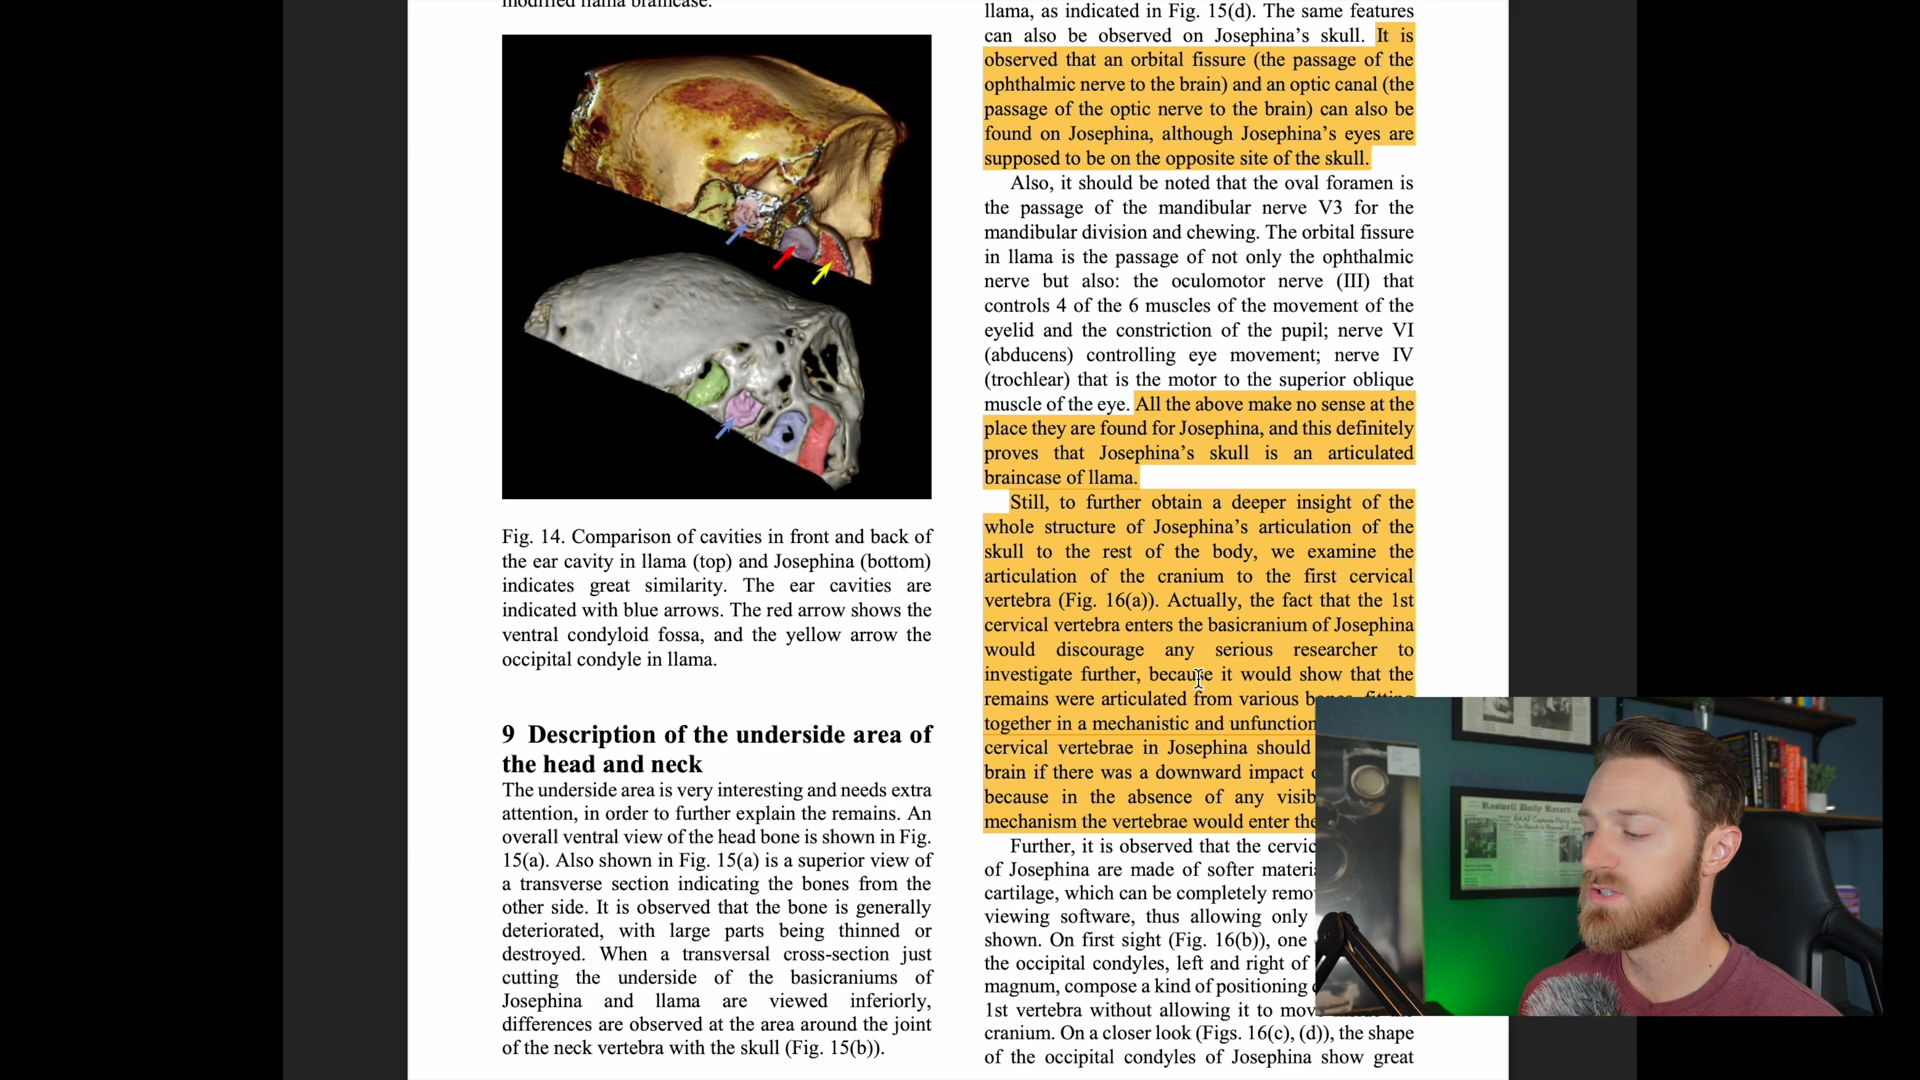 modified llama braincase.
Fig. 14. Comparison of cavities in front and back of
the ear cavity in llama (top) and Josephina (bottom)
indicates great similarity. The ear cavities are
indicated with blue arrows. The red arrow shows the
ventral condyloid fossa, and the yellow arrow the
occipital condyle in llama.
9 Description of the underside area of
the head and neck
The underside area is very interesting and needs extra
attention, in order to further explain the remains. An
overall ventral view of the head bone is shown in Fig.
15(a). Also shown in Fig. 15(a) is a superior view of
a transverse section indicating the bones from the
other side. It is observed that the bone is generally
deteriorated, with large parts being thinned or
destroyed. When a transversal cross-section just
cutting the underside of the basicraniums of
Josephina and llama are viewed inferiorly,
differences are observed at the area around the joint
of the neck vertebra with the skull (Fig. 15(b)).
llama, as indicated in Fig. 15(d). The same features
can also be observed on Josephina's skull. It is
observed that an orbital fissure (the passage of the
ophthalmic nerve to the brain) and an optic canal (the
passage of the optic nerve to the brain) can also be
found on Josephina, although Josephina's eyes are
supposed to be on the opposite site of the skull.
Also, it should be noted that the oval foramen is
the passage of the mandibular nerve V3 for the
mandibular division and chewing. The orbital fissure
in llama is the passage of not only the ophthalmic
nerve but also: the oculomotor nerve (III) that
controls 4 of the 6 muscles of the movement of the
eyelid and the constriction of the pupil; nerve VI
(abducens) controlling eye movement; nerve IV
(trochlear) that is the motor to the superior oblique
muscle of the eye. All the above make no sense at the
place they are found for Josephina, and this definitely
proves that Josephina's skull is an articulated
braincase of llama.
Still, to further obtain a deeper insight of the
whole structure of Josephina's articulation of the
skull to the rest of the body, we examine the
articulation of the cranium to the first cervical
vertebra (Fig. 16(a)). Actually, the fact that the 1st
cervical vertebra enters the basicranium of Josephina
would discourage any serious researcher to
investigate further, because it would show that the
remains were articulated from various bones, fitting
together in a mechanistic and unfunction
cervical vertebrae in Josephina should
brain if there was a downward impact
because in the absence of any visib
mechanism the vertebrae would enter the
Further, it is observed that the cervic
of Josephina are made of softer materi
cartilage, which can be completely remo
viewing software, thus allowing only
shown. On first sight (Fig. 16(b)), one
the occipital condyles, left and right of
magnum, compose a kind of positioning
1st vertebra without allowing it to mov
cranium. On a closer look (Figs. 16(c), (d)), the shape
of the occipital condyles of Josephina show great
Roswell Daily Record